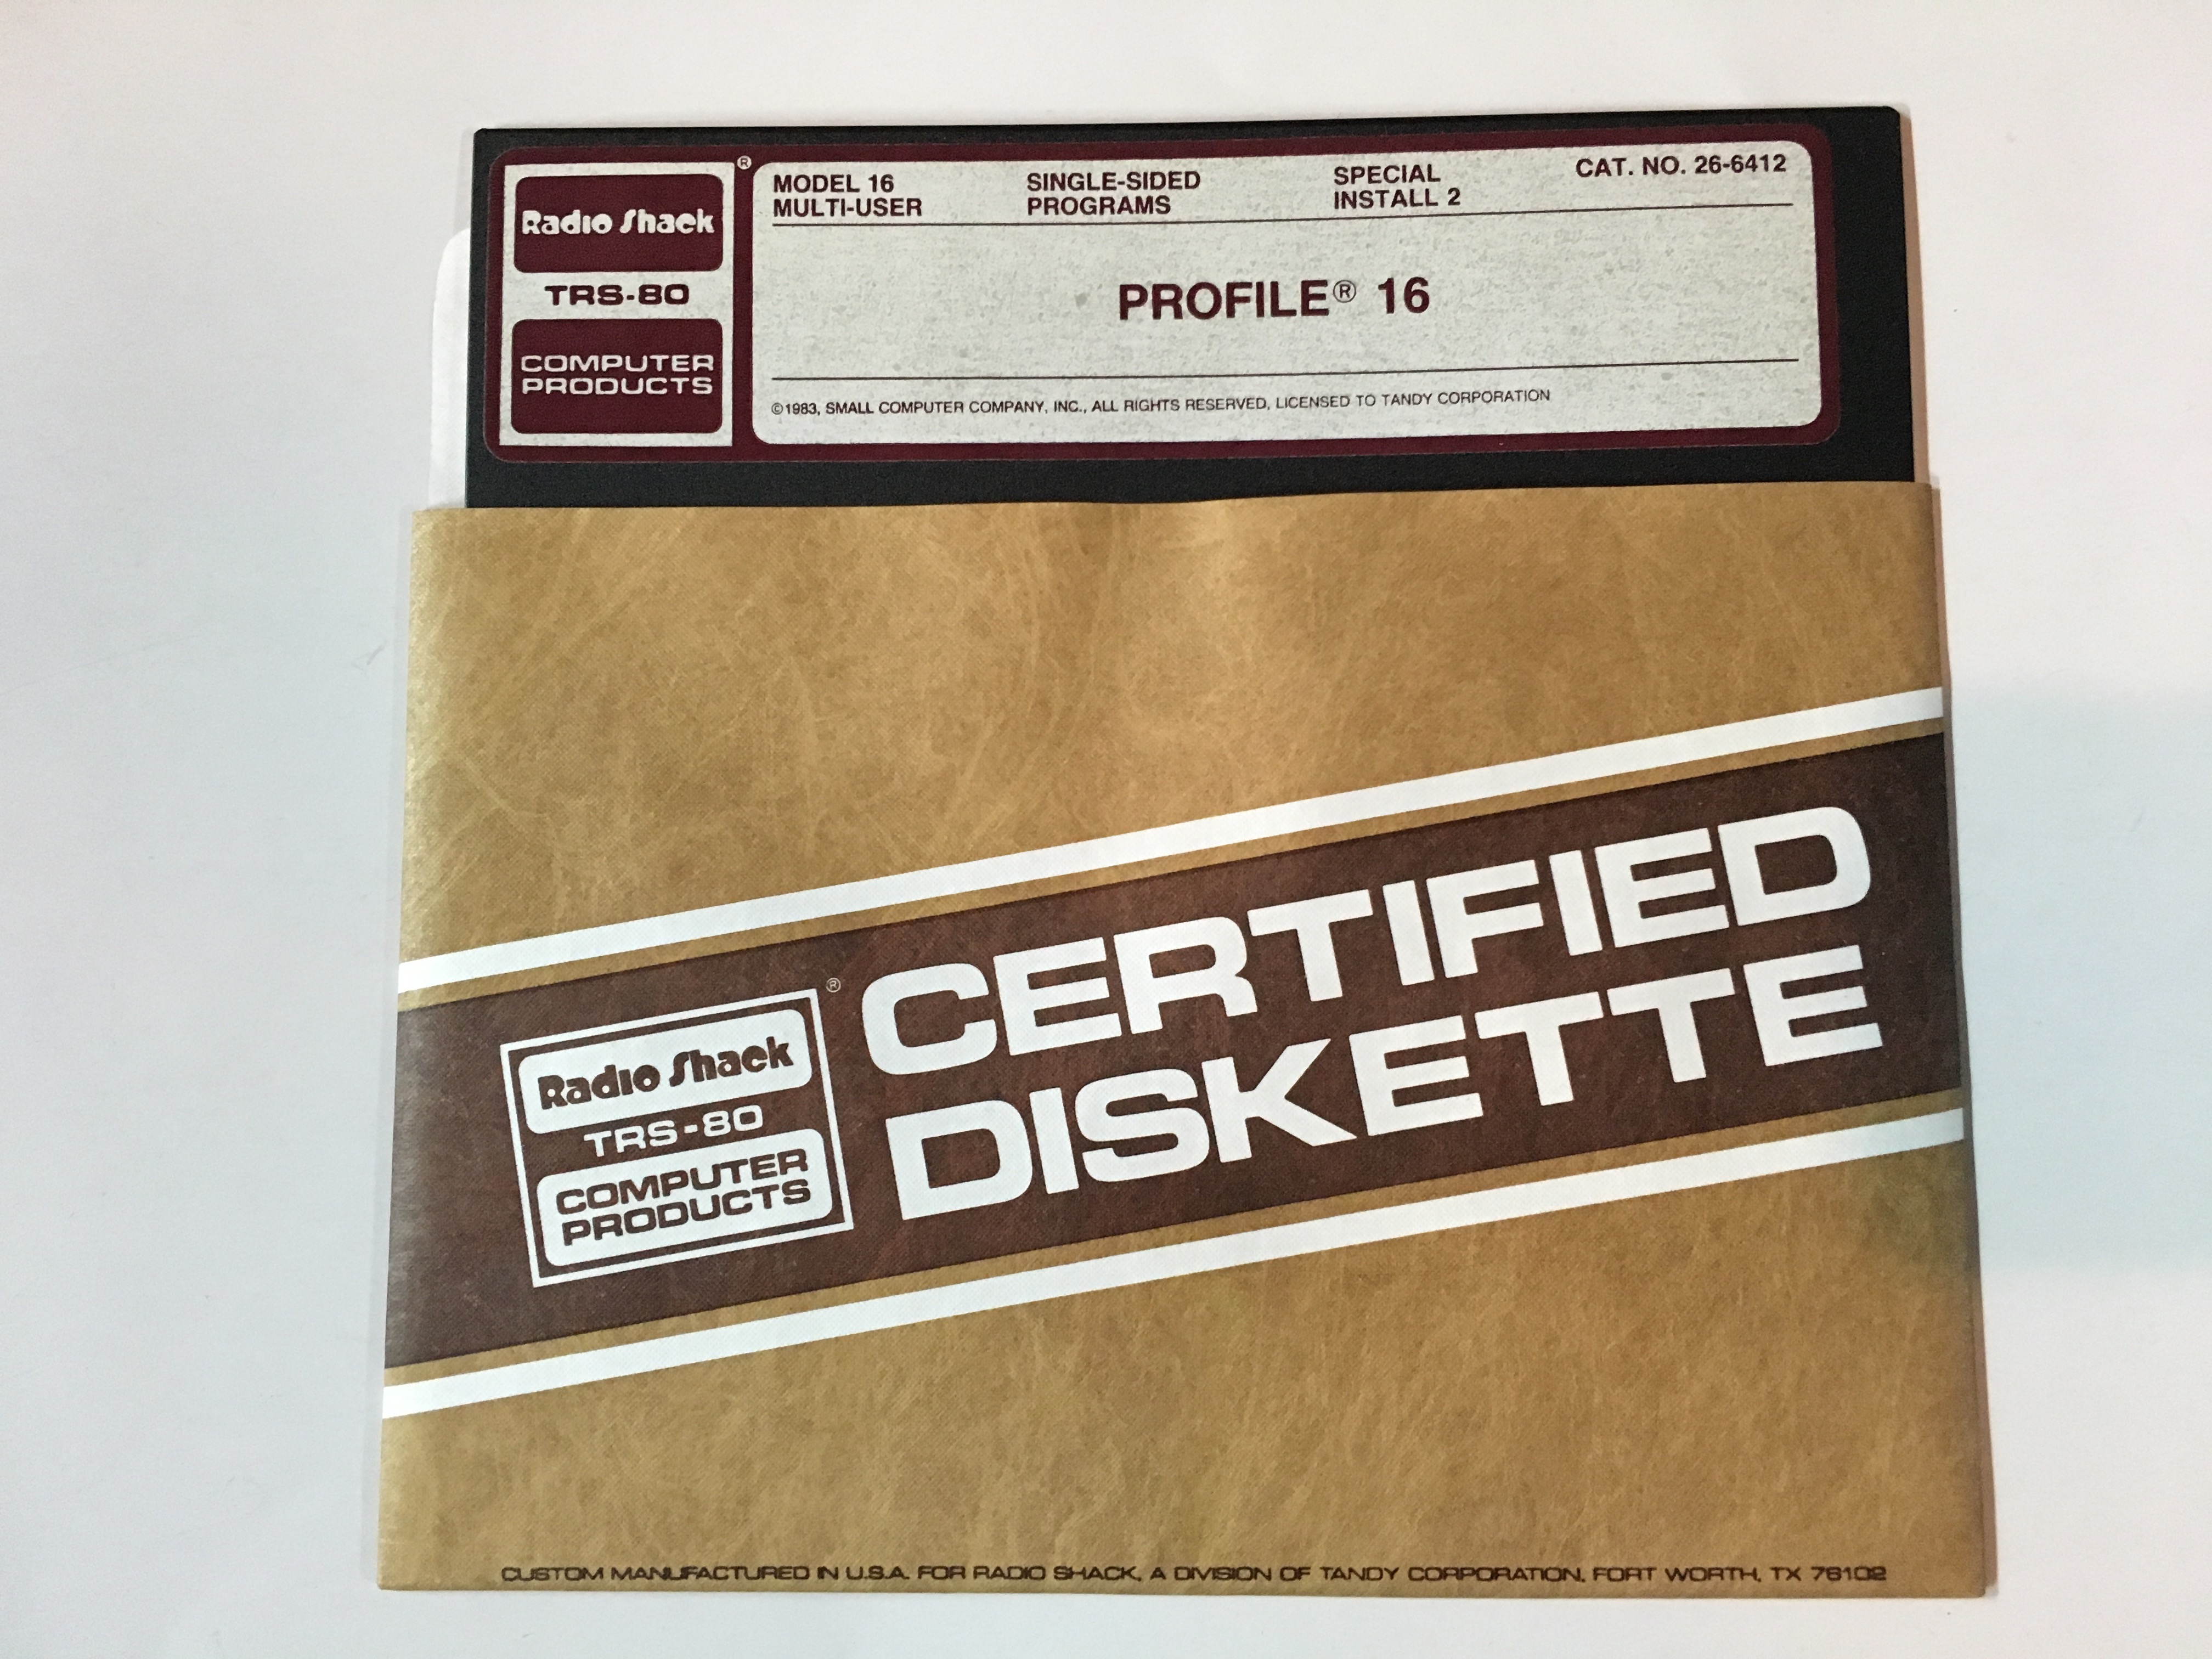 Radio Shack
®
TRS-80
COMPUTER
PRODUCTS
MODEL 16
MULTI-USER
SINGLE-SIDED
PROGRAMS
SPECIAL
INSTALL 2
CAT. NO. 26-6412
PROFILE® 16
©1983, SMALL COMPUTER COMPANY, INC., ALL RIGHTS RESERVED, LICENSED TO TANDY CORPORATION
Radio Shack
®
TRS-80
COMPUTER
PRODUCTS
CERTIFIED
DISKETTE
CUSTOM MANUFACTURED IN U.S.A. FOR RADIO SHACK, A DIVISION OF TANDY CORPORATION, FORT WORTH, TX 76102